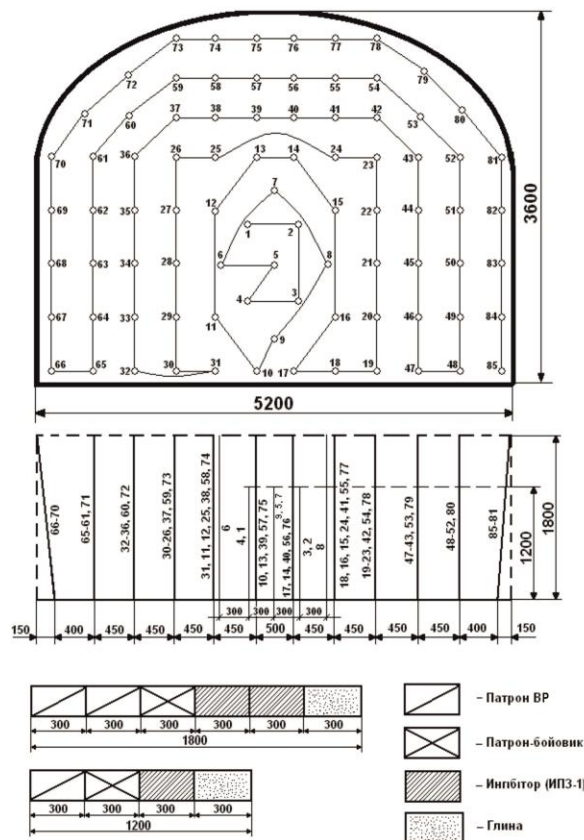 73 74 75 76 77 78
72 79
59 58 57 56 55 54
71 60 37 38 39 40 41 42 53 80
70 61 36 26 25 13 14 24 23 43 52 81
7
69 62 35 27 12 15 22 44 51 82
1 2
68 63 34 28 6 5 8 21 45 50 83
4 3
67 64 33 29 11 16 20 46 49 84
9
66 65 32 30 31 10 17 18 19 47 48 85
3600
5200
66-70
65-61, 71
32-36, 60, 72
30-26, 37, 59, 73
31, 11, 12, 25, 38, 58, 74
6
4, 1
10, 13, 39, 57, 75
17, 14, 40, 56, 76
9, 5, 7
3, 2
8
18, 16, 15, 24, 41, 55, 77
19-23, 42, 54, 78
47-43, 53, 79
48-52, 80
85-81
1200
1800
300 300 300 300
150 400 450 450 450 450 500 450 450 450 450 400 150
300 300 300 300 300 300
1800
300 300 300 300
1200
– Патрон ВР
– Патрон-бойовик
– Інгібітор (ИПЗ-1)
– Глина